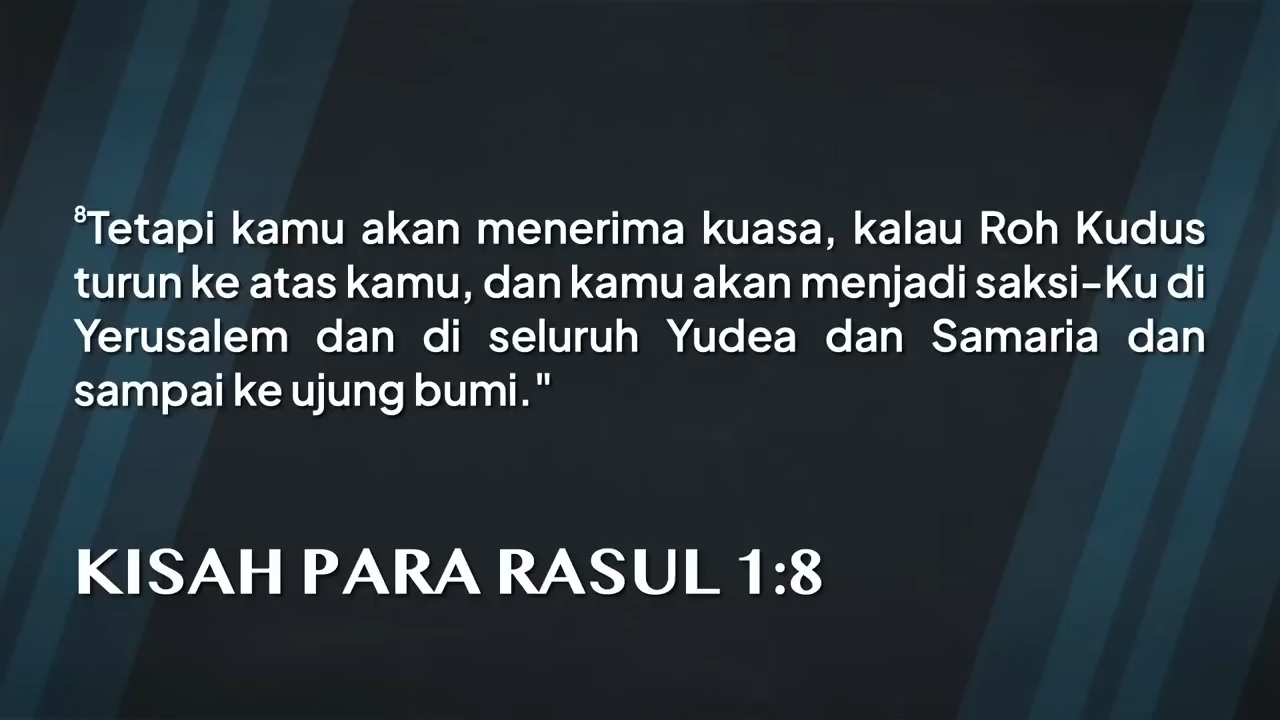 ⁸Tetapi kamu akan menerima kuasa, kalau Roh Kudus
turun ke atas kamu, dan kamu akan menjadi saksi-Ku di
Yerusalem dan di seluruh Yudea dan Samaria dan
sampai ke ujung bumi."
KISAH PARA RASUL 1:8